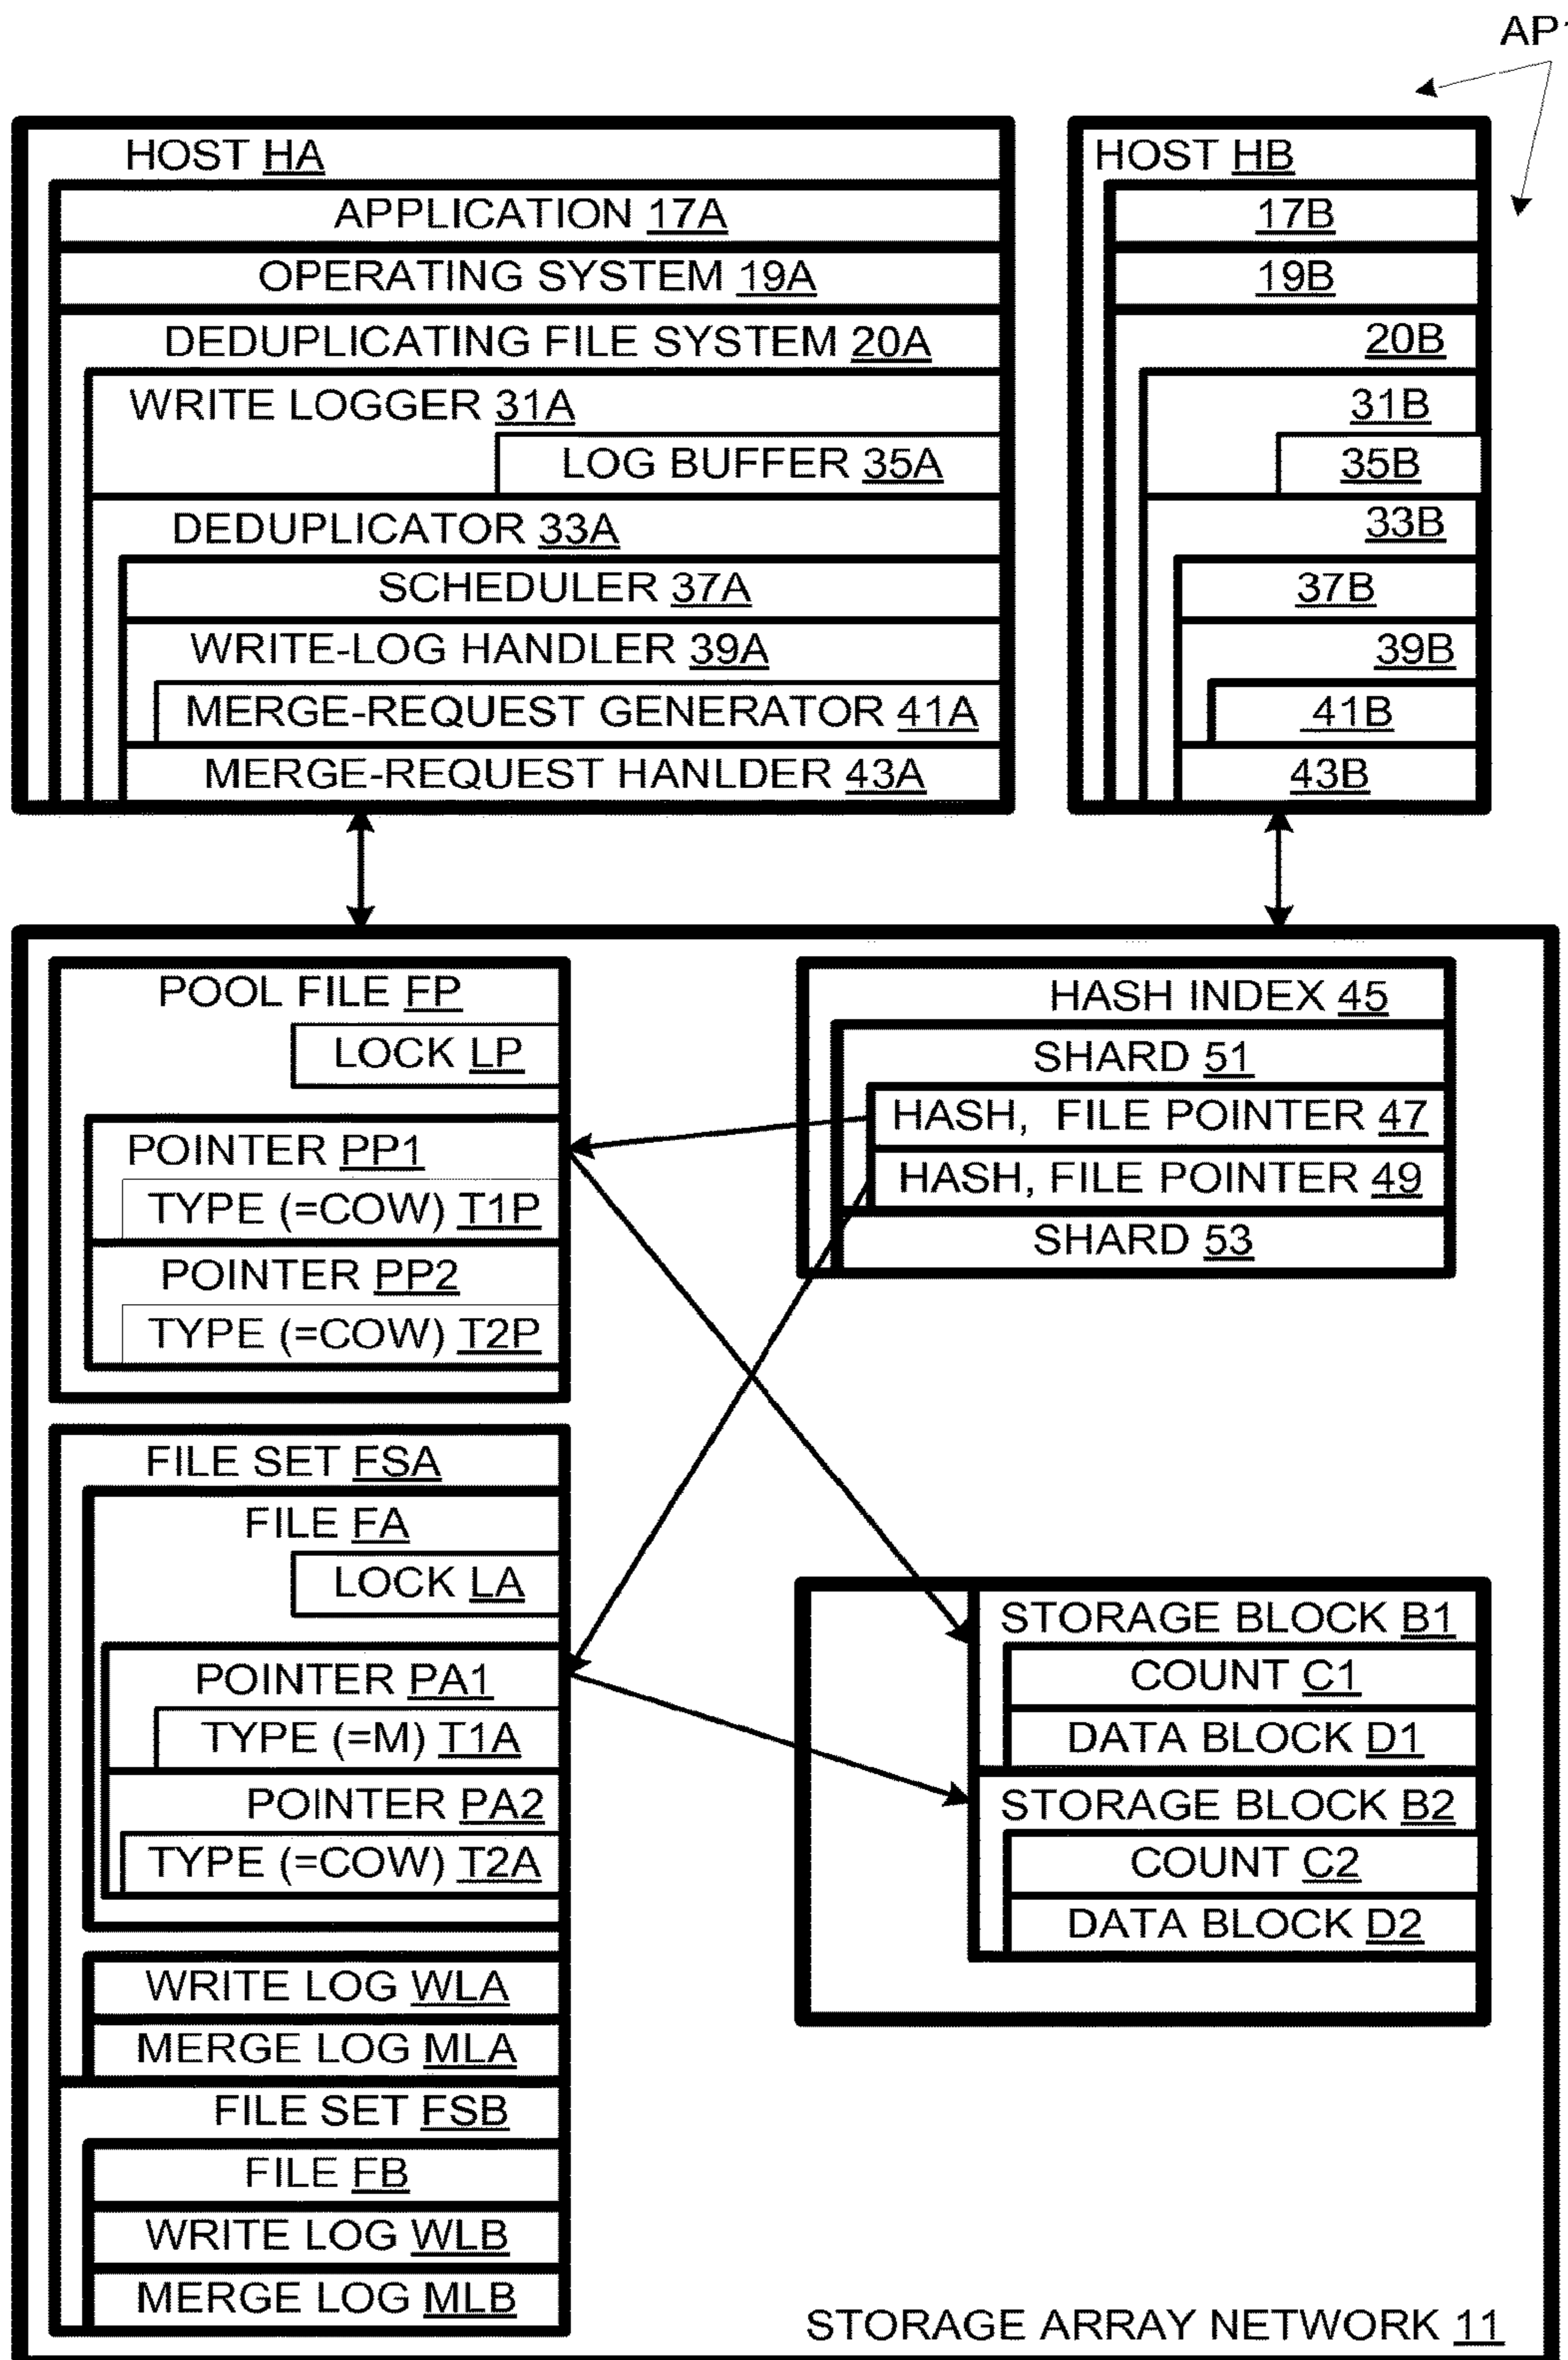 AP1
HOST HA
APPLICATION 17A
OPERATING SYSTEM 19A
DEDUPLICATING FILE SYSTEM 20A
WRITE LOGGER 31A
LOG BUFFER 35A
DEDUPLICATOR 33A
SCHEDULER 37A
WRITE-LOG HANDLER 39A
MERGE-REQUEST GENERATOR 41A
MERGE-REQUEST HANLDER 43A
HOST HB
17B
19B
20B
31B
35B
33B
37B
39B
41B
43B
POOL FILE FP
LOCK LP
POINTER PP1
TYPE (=COW) T1P
POINTER PP2
TYPE (=COW) T2P
HASH INDEX 45
SHARD 51
HASH, FILE POINTER 47
HASH, FILE POINTER 49
SHARD 53
FILE SET FSA
FILE FA
LOCK LA
POINTER PA1
TYPE (=M) T1A
POINTER PA2
TYPE (=COW) T2A
WRITE LOG WLA
MERGE LOG MLA
FILE SET FSB
FILE FB
WRITE LOG WLB
MERGE LOG MLB
STORAGE BLOCK B1
COUNT C1
DATA BLOCK D1
STORAGE BLOCK B2
COUNT C2
DATA BLOCK D2
STORAGE ARRAY NETWORK 11